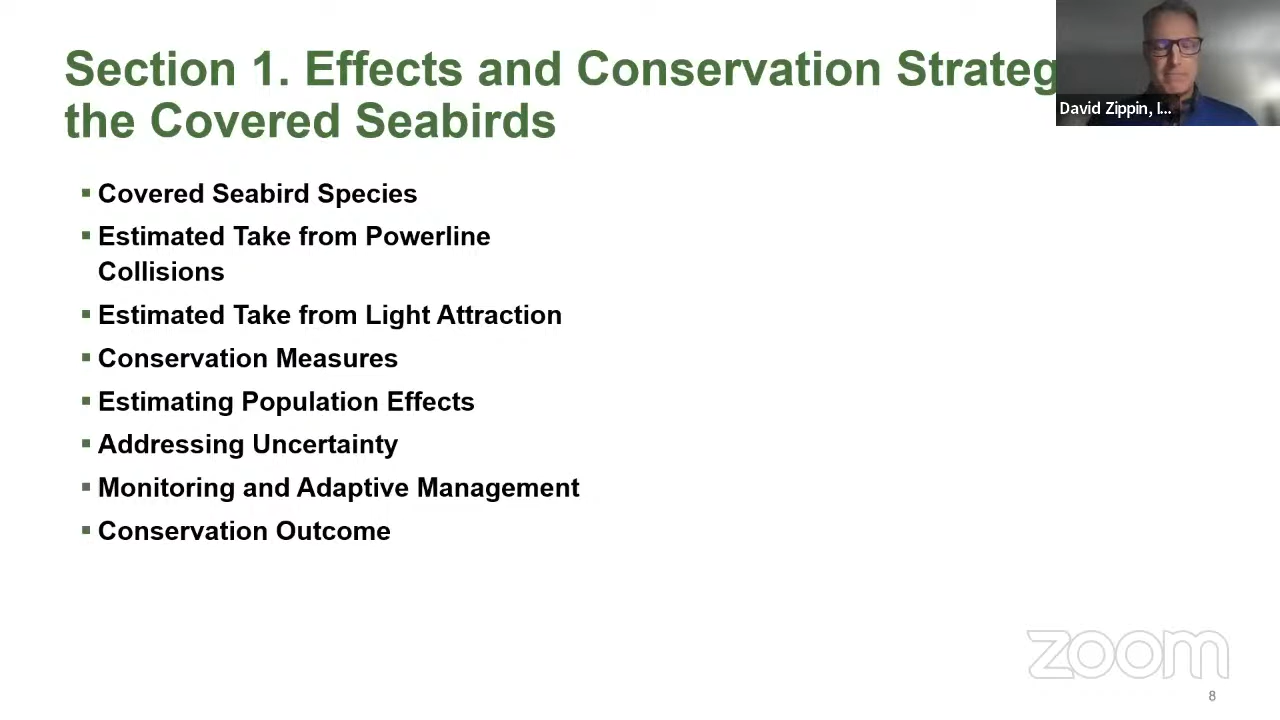 Section 1. Effects and Conservation Strateg
the Covered Seabirds
David Zippin, I...
Covered Seabird Species
Estimated Take from Powerline
Collisions
Estimated Take from Light Attraction
Conservation Measures
Estimating Population Effects
Addressing Uncertainty
Monitoring and Adaptive Management
Conservation Outcome
zoom
8